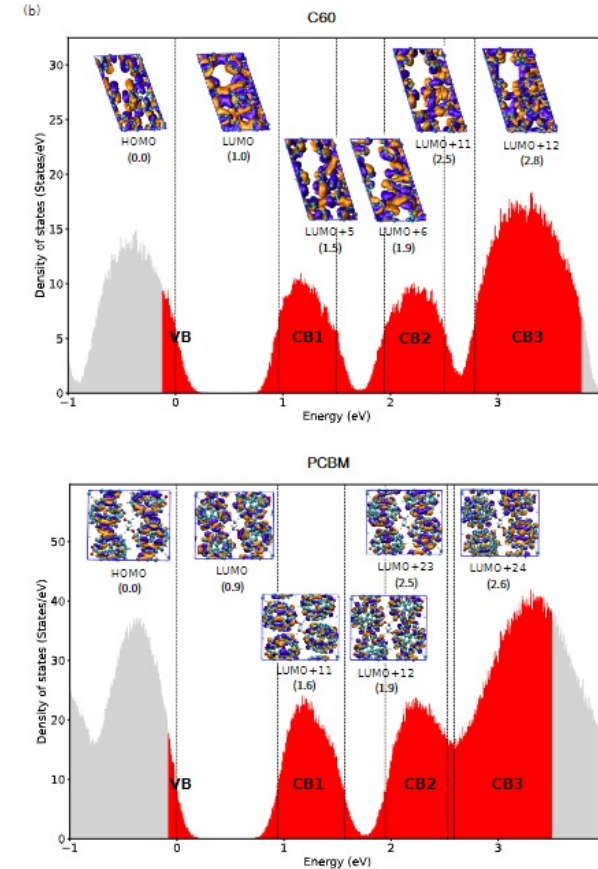 (b)
C60
Density of states (States/eV)
30
25
20
15
10
5
0
HOMO
(0.0)
LUMO
(1.0)
LUMO+5
(1.5)
LUMO+6
(1.9)
LUMO+11
(2.5)
LUMO+12
(2.8)
VB
CB1
CB2
CB3
−1
0
1
2
3
Energy (eV)
PCBM
Density of states (States/eV)
50
40
30
20
10
0
HOMO
(0.0)
LUMO
(0.9)
LUMO+11
(1.6)
LUMO+12
(1.9)
LUMO+23
(2.5)
LUMO+24
(2.6)
VB
CB1
CB2
CB3
−1
0
1
2
3
Energy (eV)